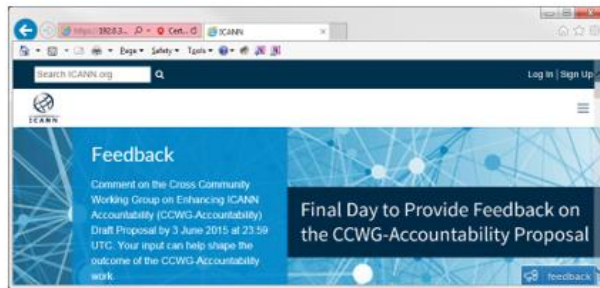 https://192.0.3... Cert... ICANN
Page Safety Tools
Search ICANN.org
Log In | Sign Up
ICANN
Feedback
Comment on the Cross Community
Working Group on Enhancing ICANN
Accountability (CCWG-Accountability)
Draft Proposal by 3 June 2015 at 23:59
UTC. Your input can help shape the
outcome of the CCWG-Accountability
work.
Final Day to Provide Feedback on
the CCWG-Accountability Proposal
feedback